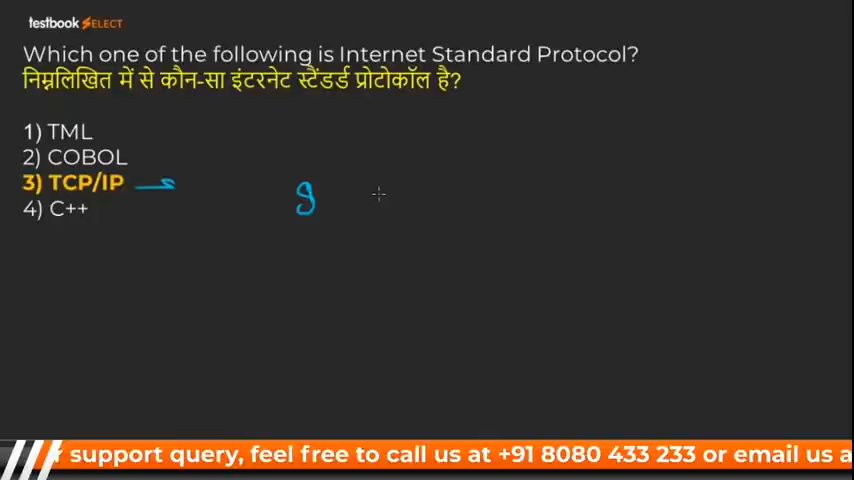 testbook SELECT
Which one of the following is Internet Standard Protocol?
निम्नलिखित में से कौन-सा इंटरनेट स्टैंडर्ड प्रोटोकॉल है?
1) TML
2) COBOL
3) TCP/IP
4) C++
9
support query, feel free to call us at +91 8080 433 233 or email us a